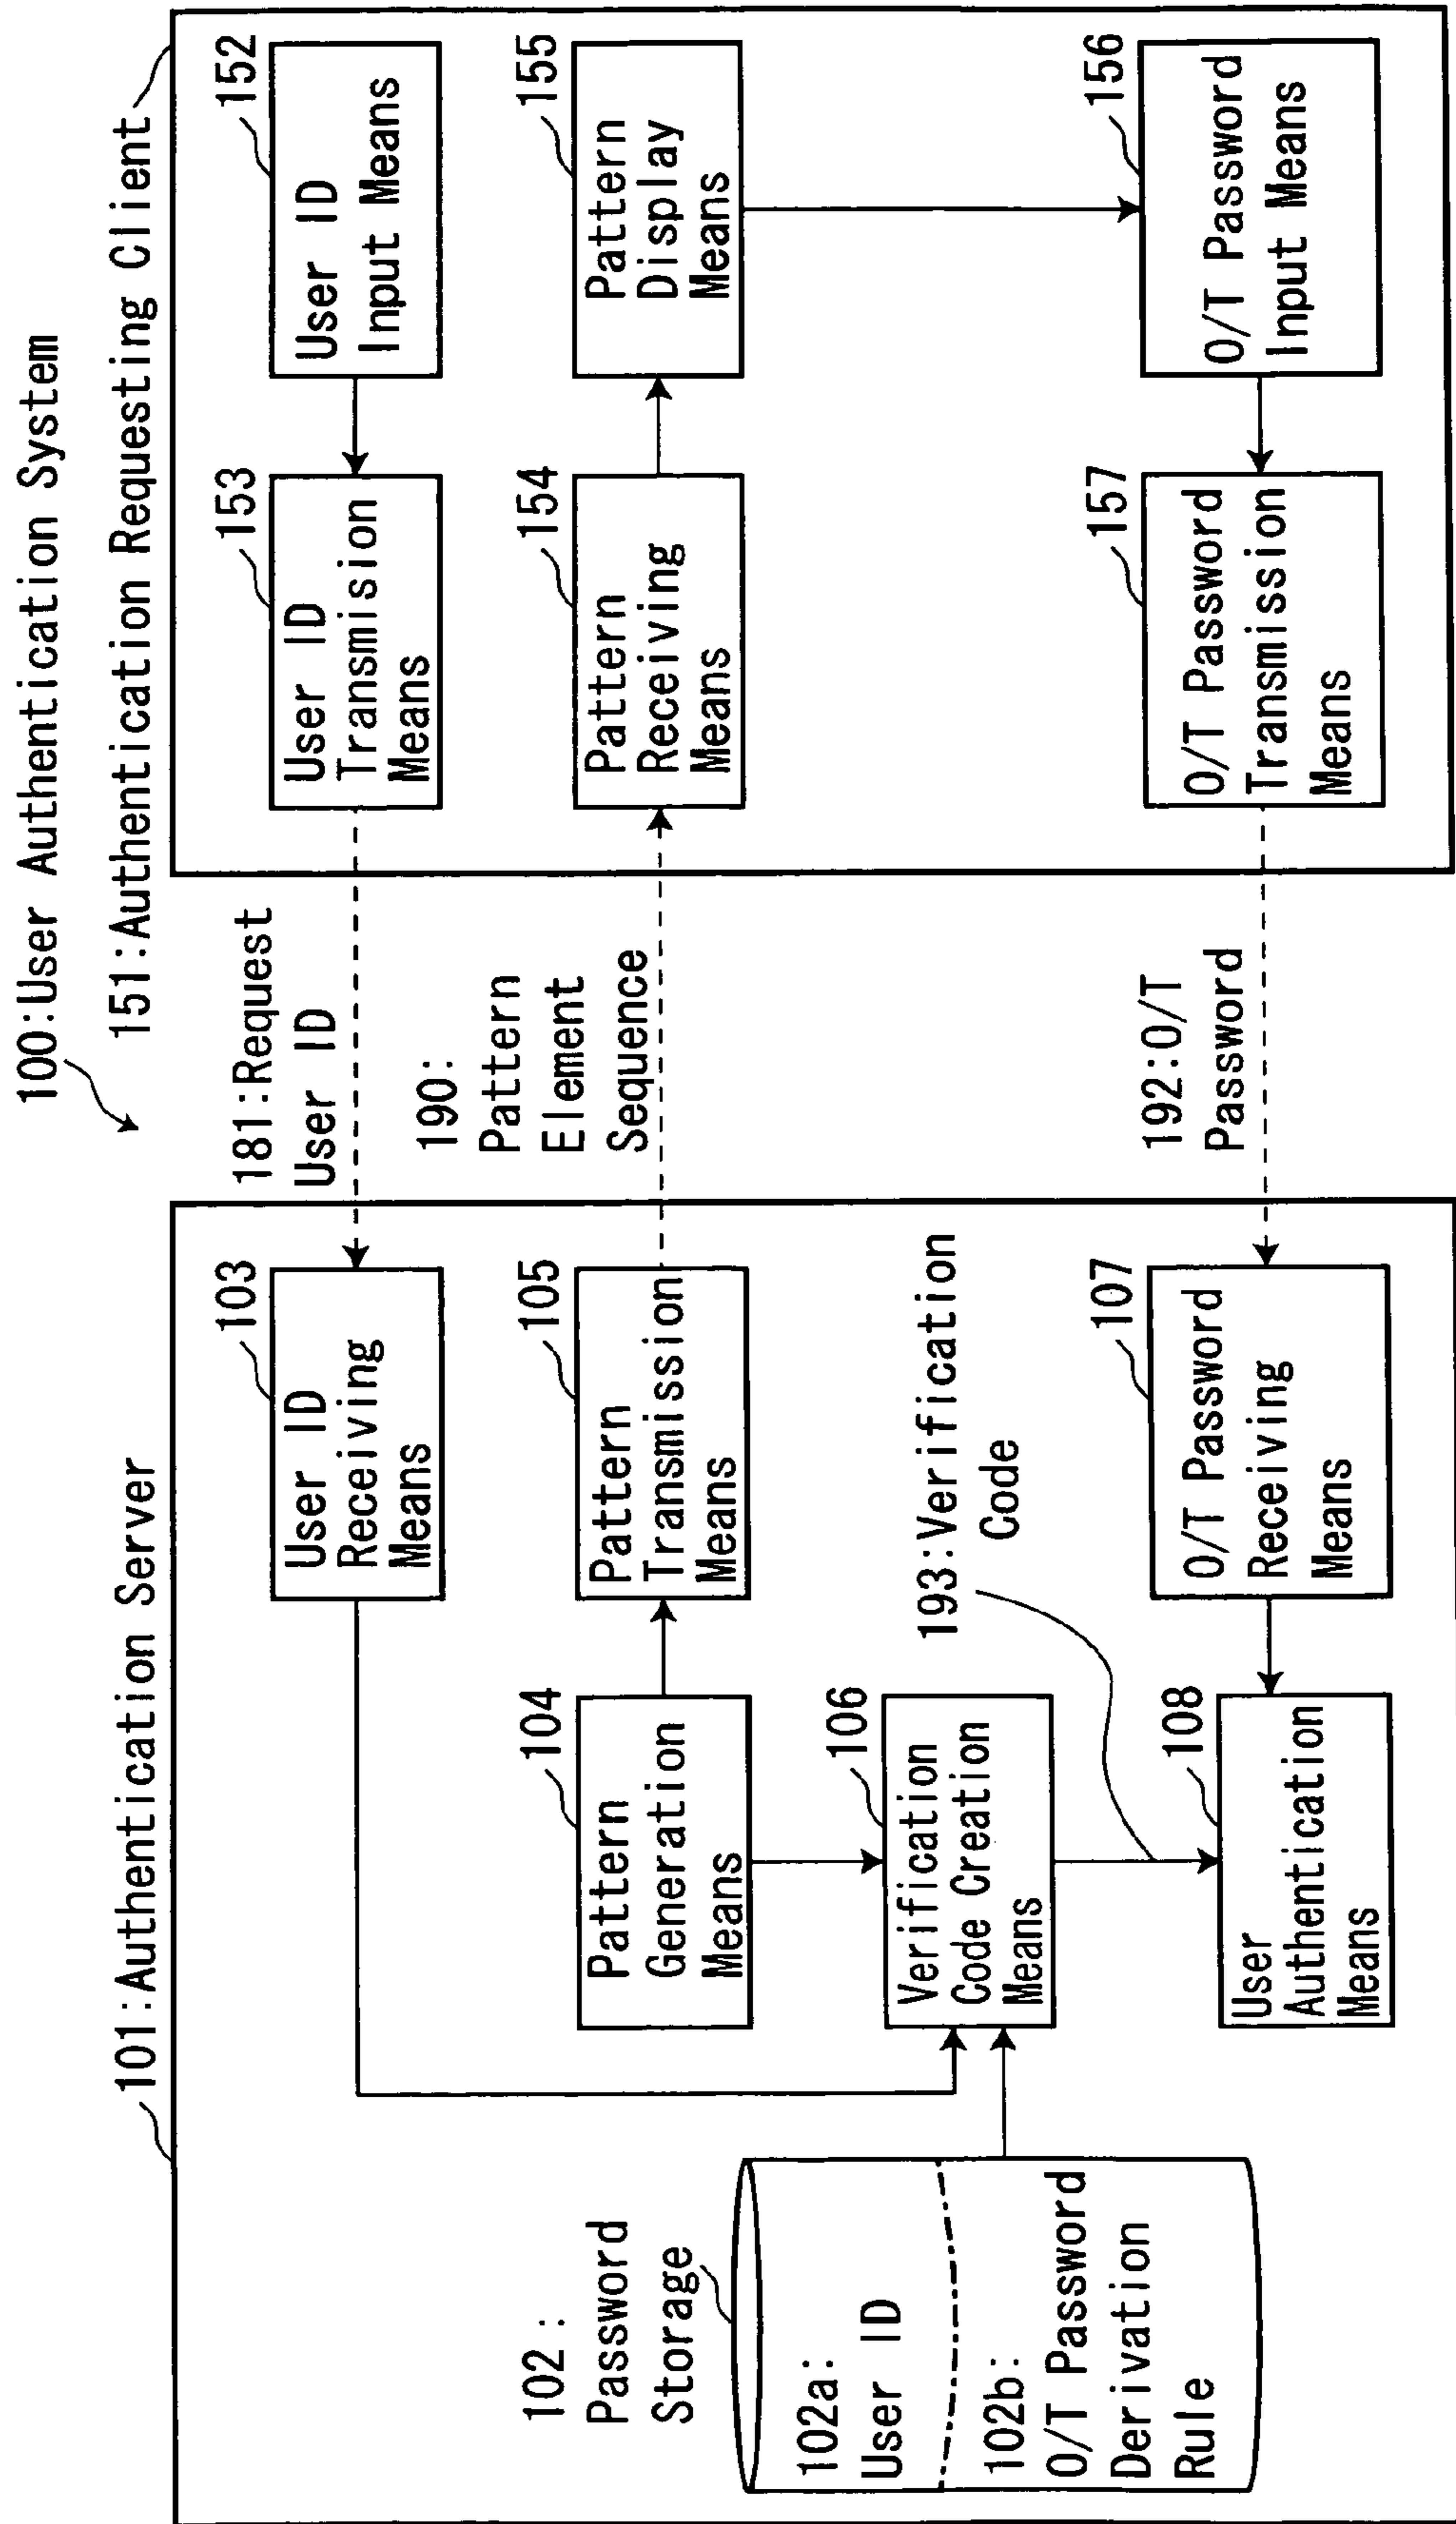 100:User Authentication System
101:Authentication Server
102:
Password
Storage
102a:
User ID
102b:
O/T Password
Derivation
Rule
103
User ID
Receiving
Means
104
Pattern
Generation
Means
105
Pattern
Transmission
Means
106
Verification
Code Creation
Means
193:Verification
Code
108
User
Authentication
Means
107
O/T Password
Receiving
Means
181:Request
User ID
190:
Pattern
Element
Sequence
192:O/T
Password
151:Authentication Requesting Client
153
User ID
Transmision
Means
152
User ID
Input Means
154
Pattern
Receiving
Means
155
Pattern
Display
Means
157
O/T Password
Transmission
Means
156
O/T Password
Input Means